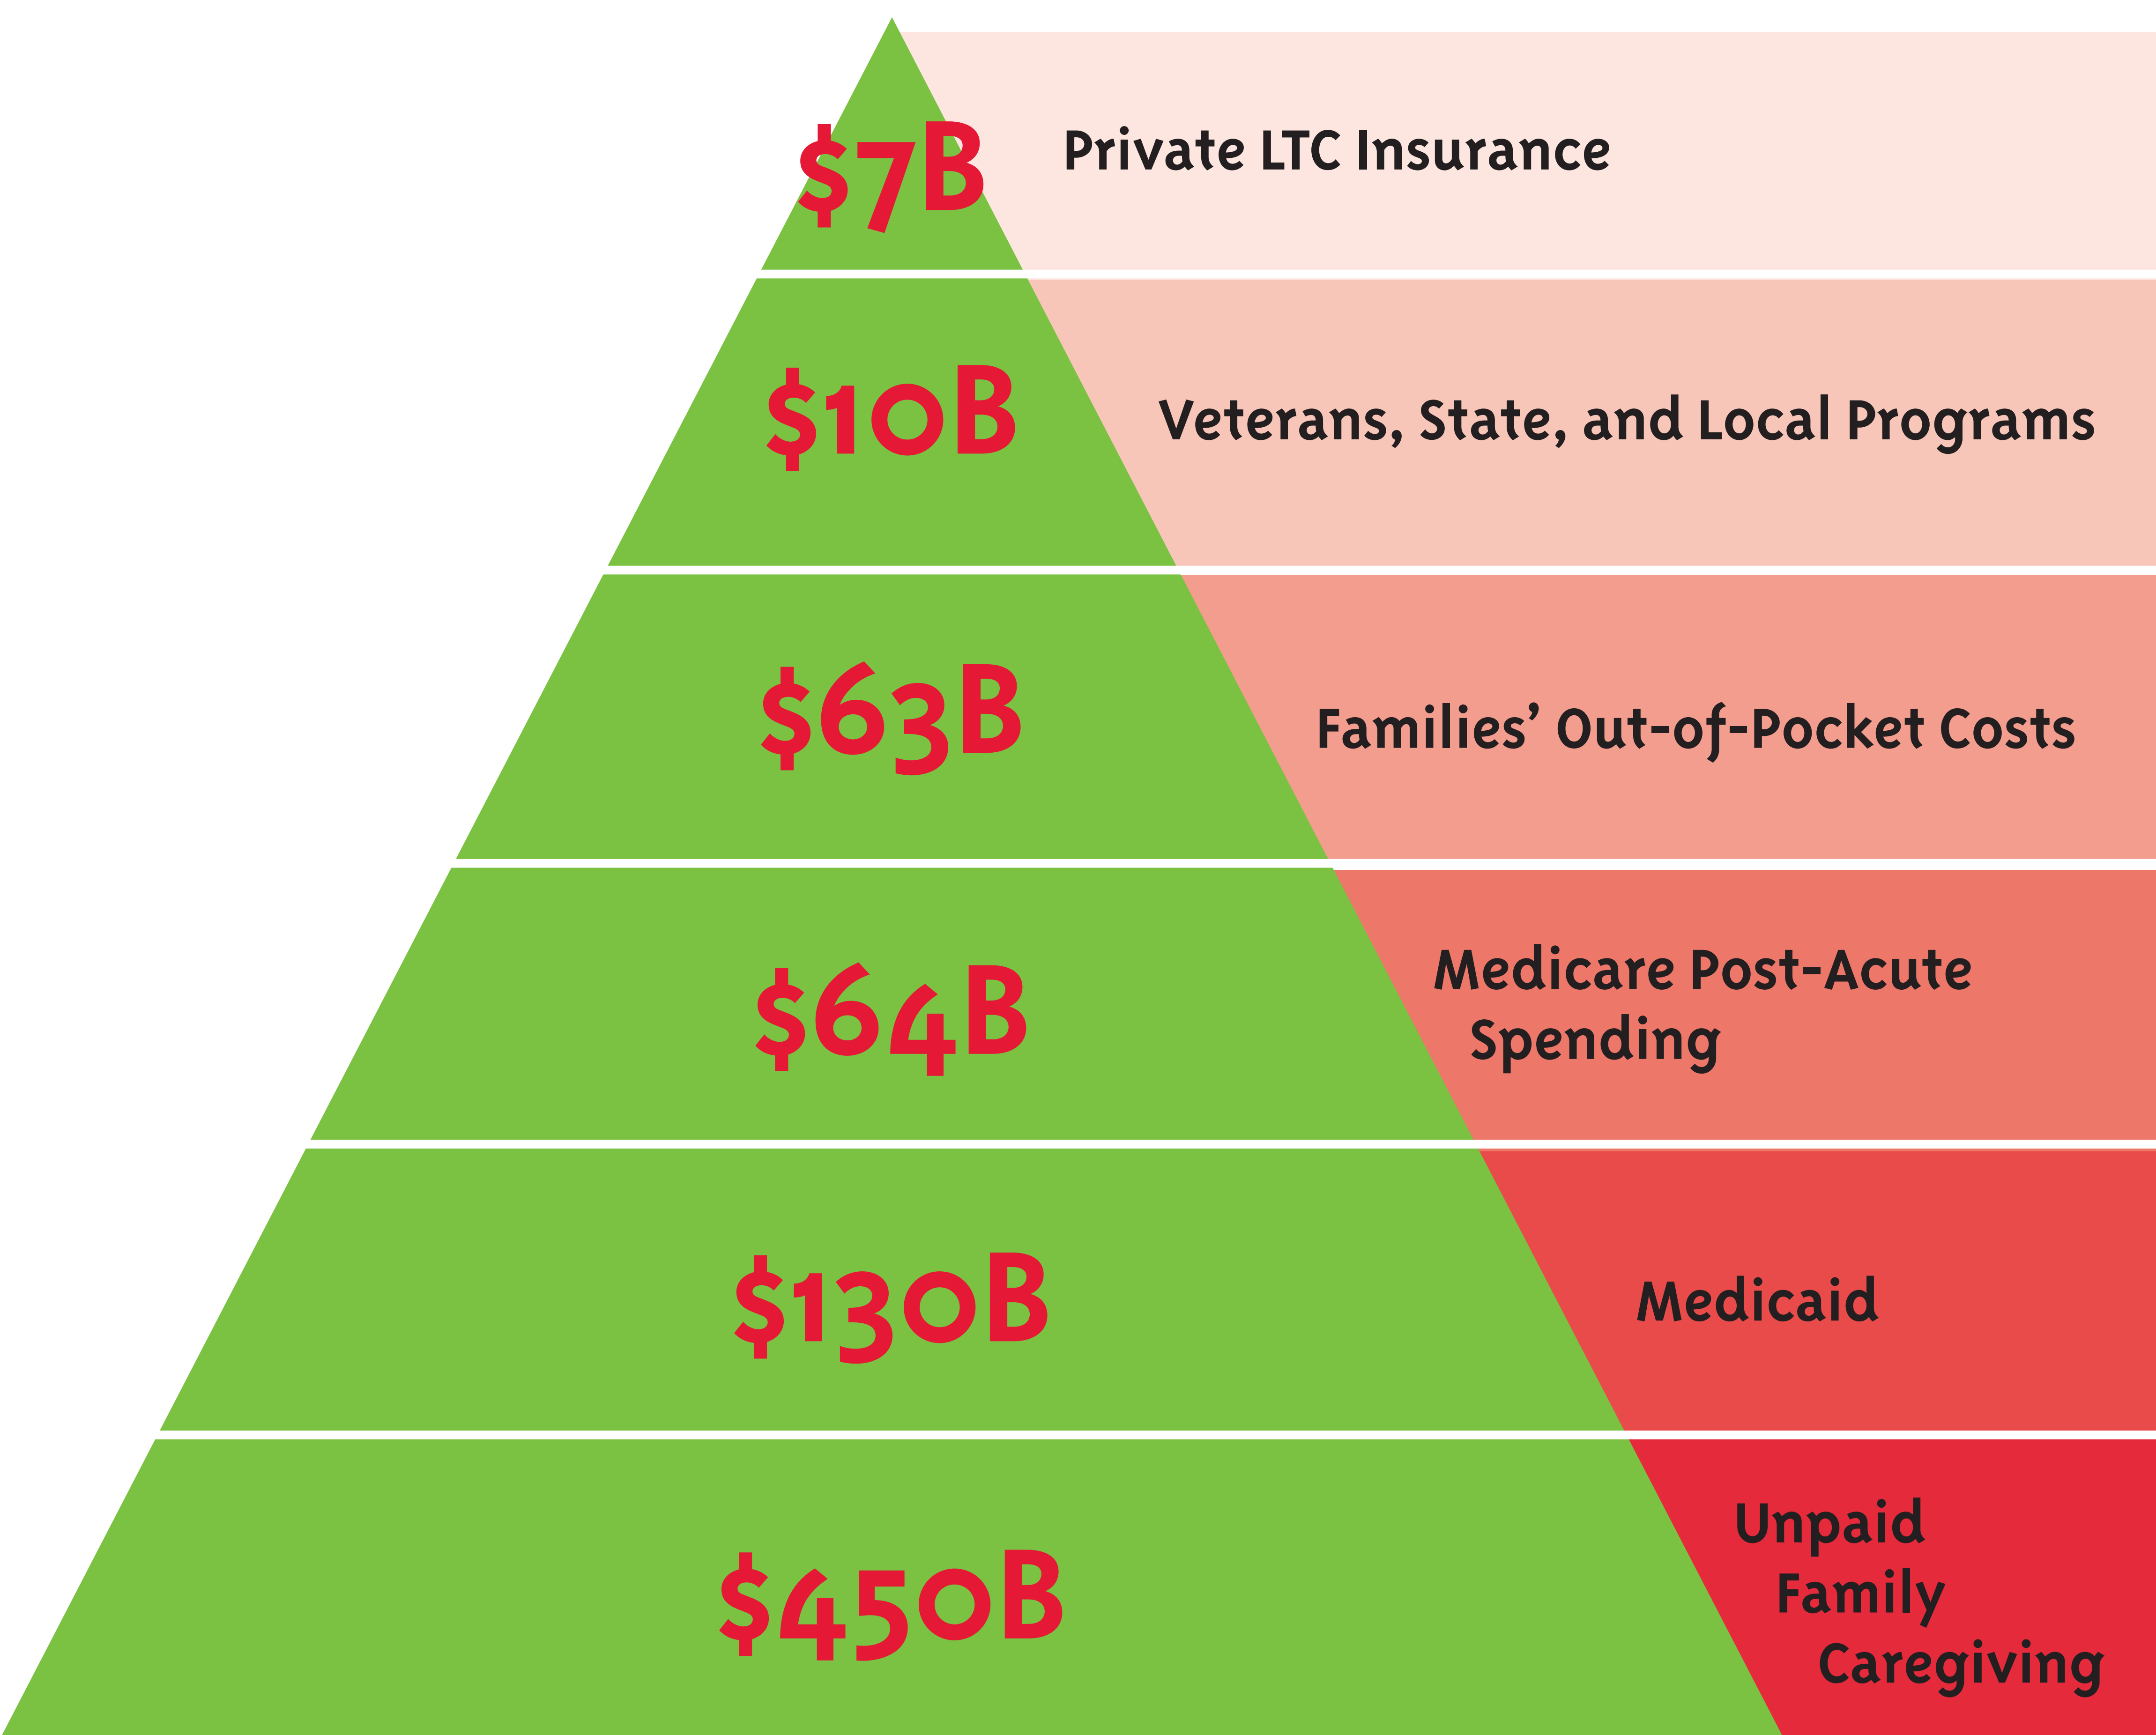 $7B
Private LTC Insurance
$10B
Veterans, State, and Local Programs
$63B
Families’ Out-of-Pocket Costs
$64B
Medicare Post-Acute
Spending
$130B
Medicaid
$450B
Unpaid
Family
Caregiving